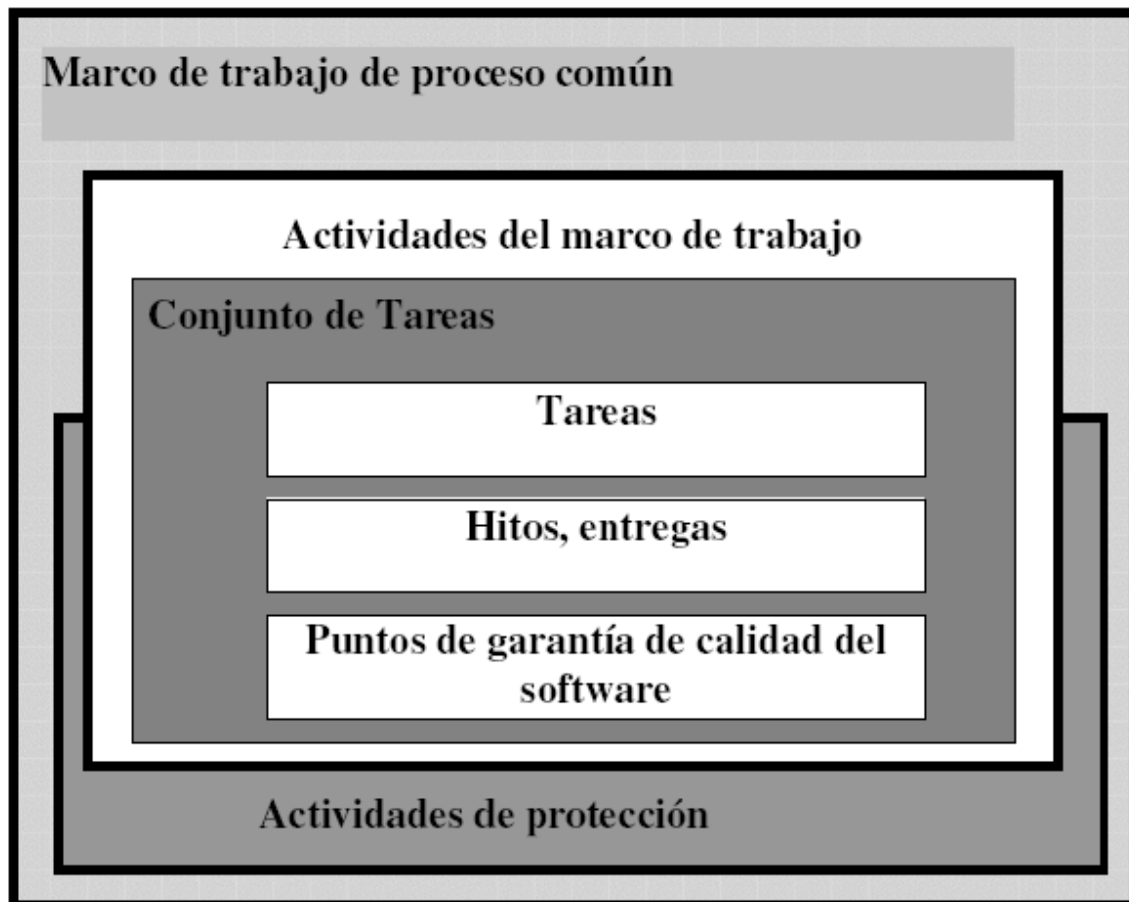 Marco de trabajo de proceso común
Actividades del marco de trabajo
Conjunto de Tareas
Tareas
Hitos, entregas
Puntos de garantía de calidad del
software
Actividades de protección